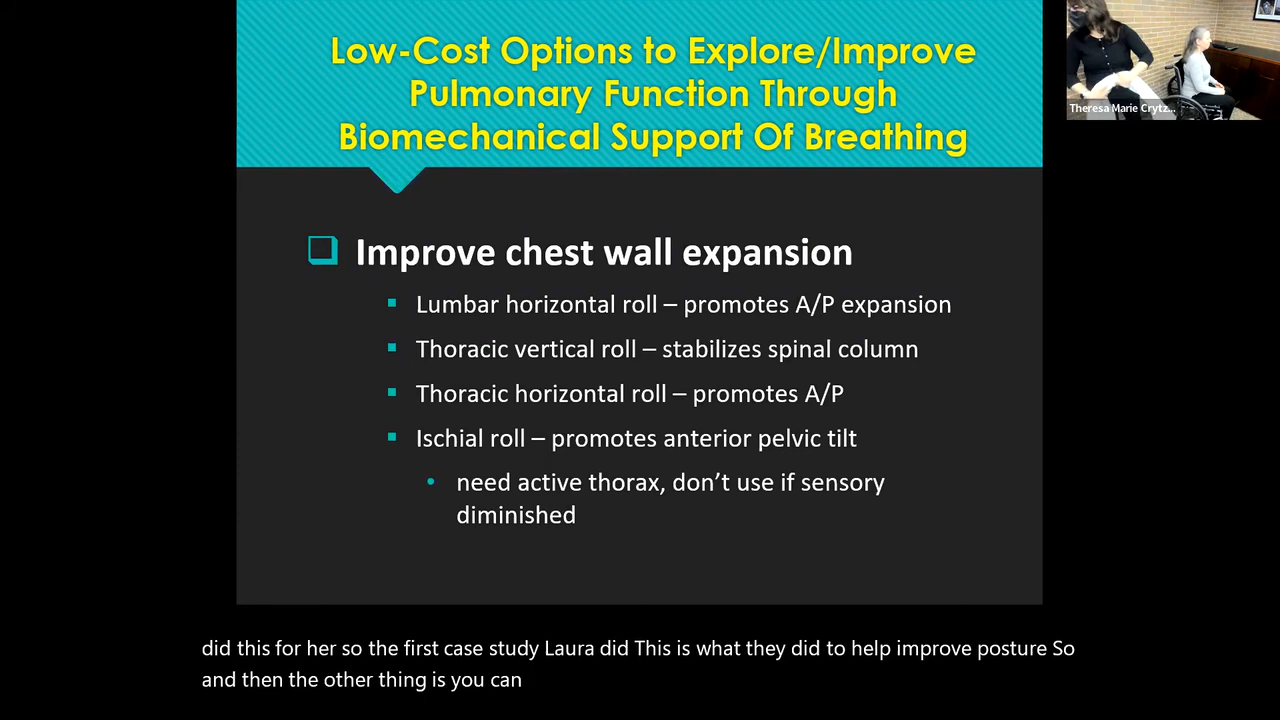 Low-Cost Options to Explore/Improve
Pulmonary Function Through
Biomechanical Support Of Breathing
Theresa Marie Crytz...
Improve chest wall expansion
Lumbar horizontal roll – promotes A/P expansion
Thoracic vertical roll – stabilizes spinal column
Thoracic horizontal roll – promotes A/P
Ischial roll – promotes anterior pelvic tilt
need active thorax, don’t use if sensory
diminished
did this for her so the first case study Laura did This is what they did to help improve posture So
and then the other thing is you can